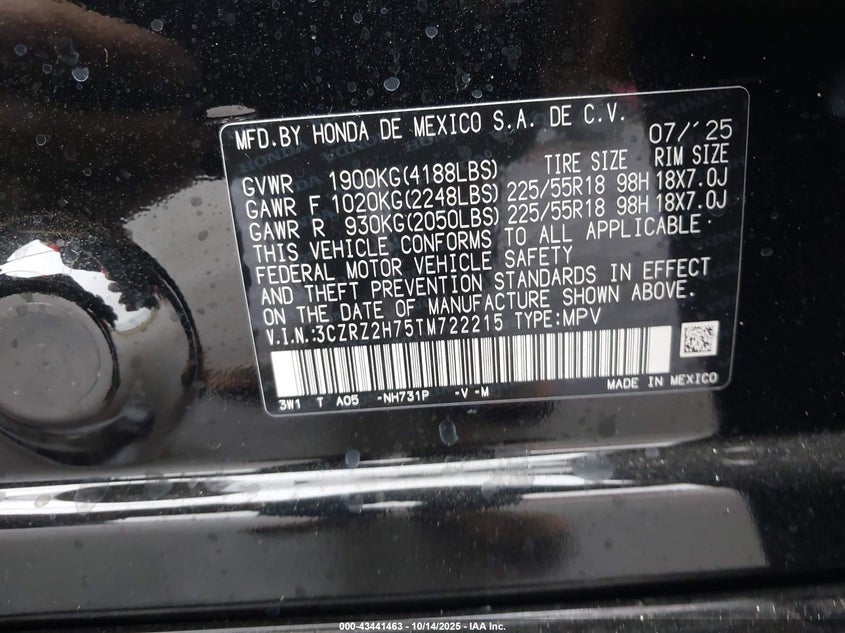 MFD.BY HONDA DE MEXICO S.A. DE C.V. 07/'25
TIRE SIZE RIM SIZE
GVWR 1900KG(4188LBS)
GAWR F 1020KG(2248LBS) 225/55R18 98H 18X7.0J
GAWR R 930KG(2050LBS) 225/55R18 98H 18X7.0J
THIS VEHICLE CONFORMS TO ALL APPLICABLE
FEDERAL MOTOR VEHICLE SAFETY
AND THEFT PREVENTION STANDARDS IN EFFECT
ON THE DATE OF MANUFACTURE SHOWN ABOVE.
V.I.N.:3CZRZ2H75TM722215 TYPE:MPV
MADE IN MEXICO
3W1 T A05 -NH731P -V -M
000-43441463 - 10/14/2025 - IAA Inc.